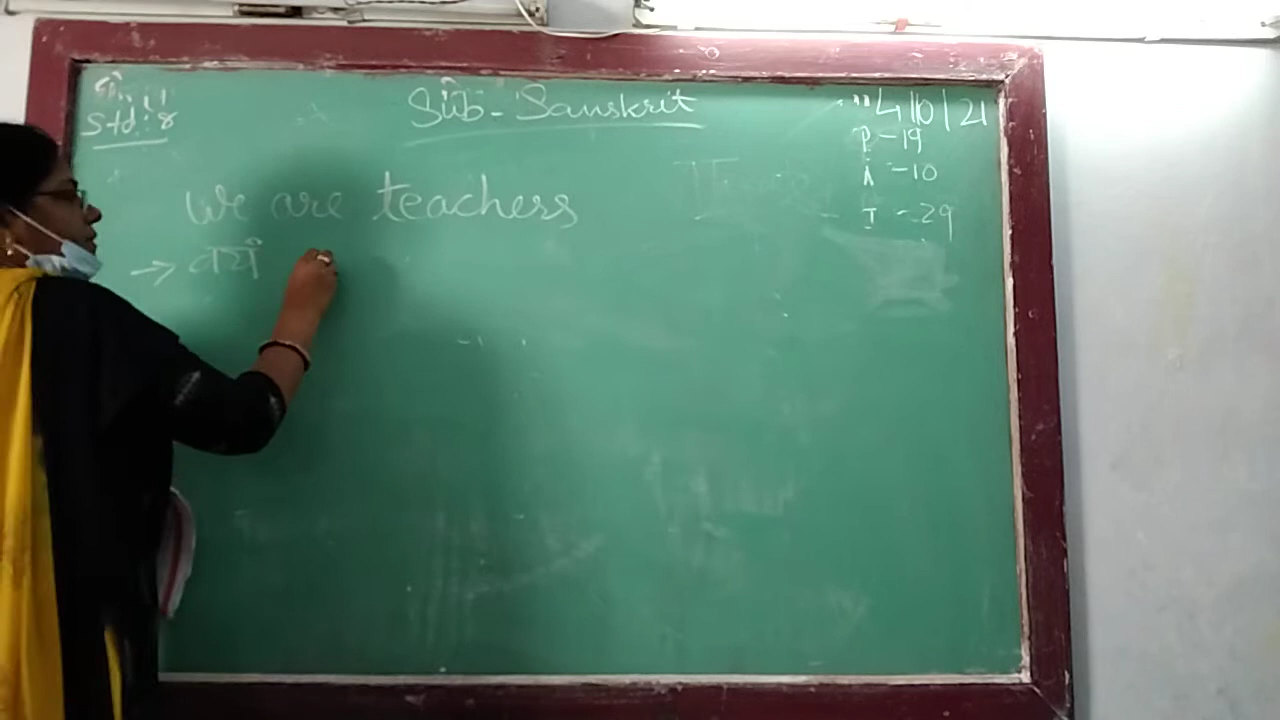 Std : 8
Sub - Sanskrit
4/10/21
P - 19
A - 10
T - 29
We are teachers
→ वयं